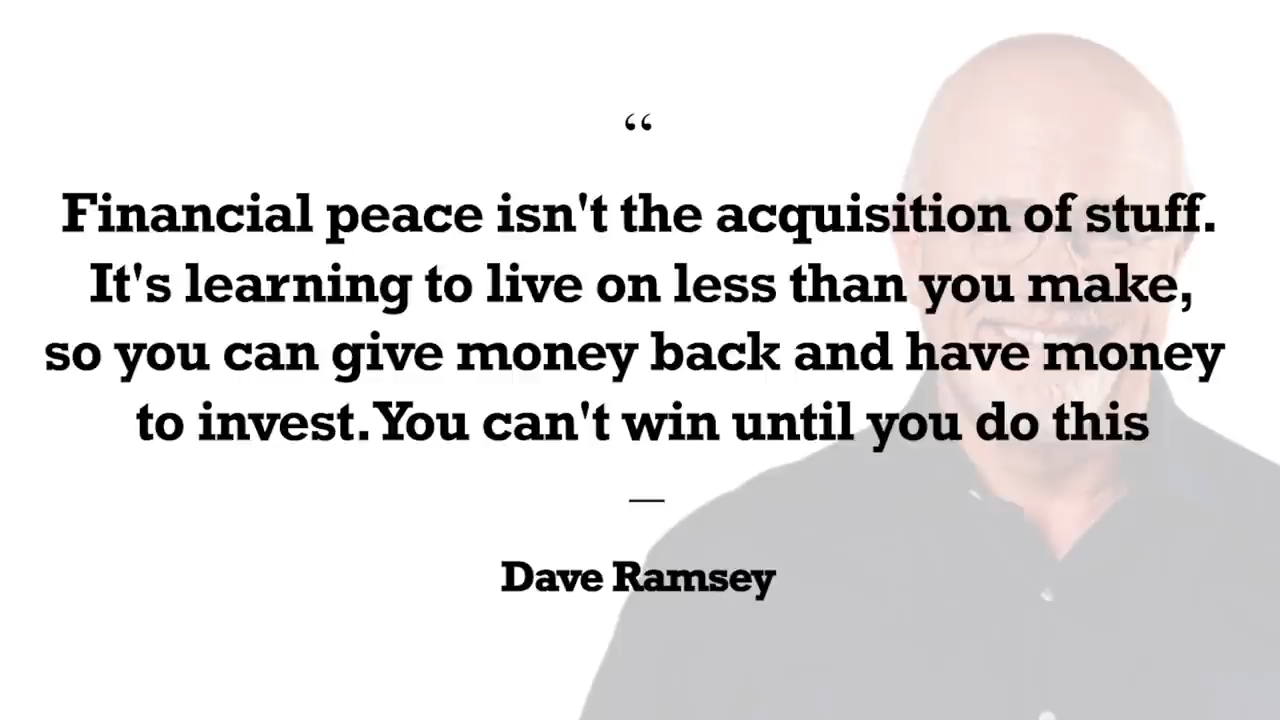 “
Financial peace isn't the acquisition of stuff.
It's learning to live on less than you make,
so you can give money back and have money
to invest. You can't win until you do this
—
Dave Ramsey